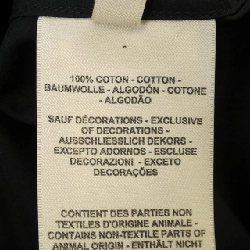 -
100% COTON - COTTON -
BAUMWOLLE - ALGODÓN - COTONE
- ALGODÃO
SAUF DÉCORATIONS - EXCLUSIVE
OF DECORATIONS -
AUSSCHLIESSLICH DEKORS -
EXCEPTO ADORNOS - ESCLUSE
DECORAZIONI - EXCETO
DECORAÇÕES
CONTIENT DES PARTIES NON
TEXTILES D'ORIGINE ANIMALE -
CONTAINS NON-TEXTILE PARTS OF
ANIMAL ORIGIN - ENTHÄLT NICHT